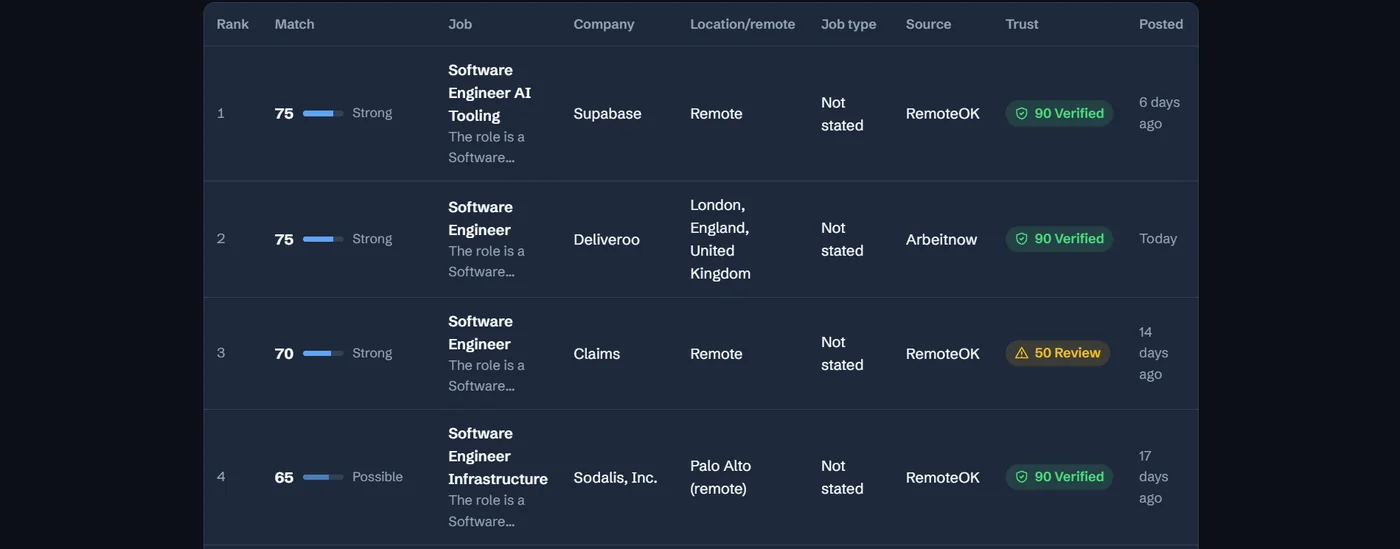 Rank Match Job Company Location/remote Job type Source Trust Posted
1 75 Strong Software Engineer AI Tooling The role is a Software... Supabase Remote Not stated RemoteOK 90 Verified 6 days ago
2 75 Strong Software Engineer The role is a Software... Deliveroo London, England, United Kingdom Not stated Arbeitnow 90 Verified Today
3 70 Strong Software Engineer The role is a Software... Claims Remote Not stated RemoteOK 50 Review 14 days ago
4 65 Possible Software Engineer Infrastructure The role is a Software... Sodalis, Inc. Palo Alto (remote) Not stated RemoteOK 90 Verified 17 days ago